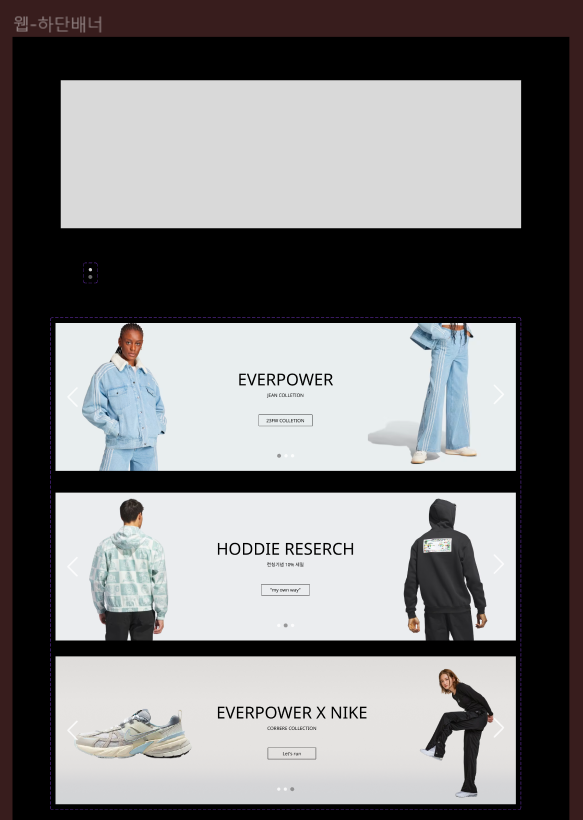 웹-하단배너
EVERPOWER
JEAN COLLETION
23FW COLLETION
HODDIE RESERCH
런칭기념 10% 세일
"my own way"
EVERPOWER X NIKE
CORRERE COLLECTION
Let's run